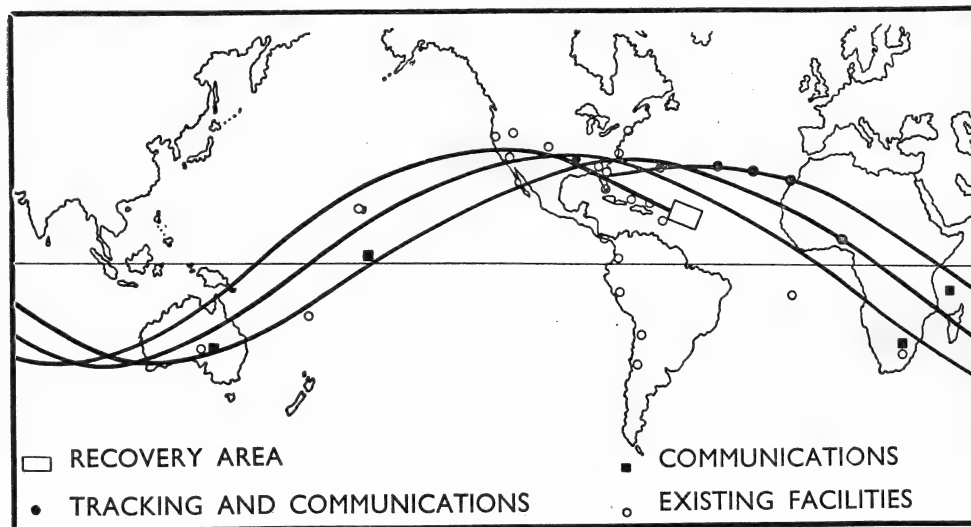 RECOVERY AREA
TRACKING AND COMMUNICATIONS
COMMUNICATIONS
EXISTING FACILITIES